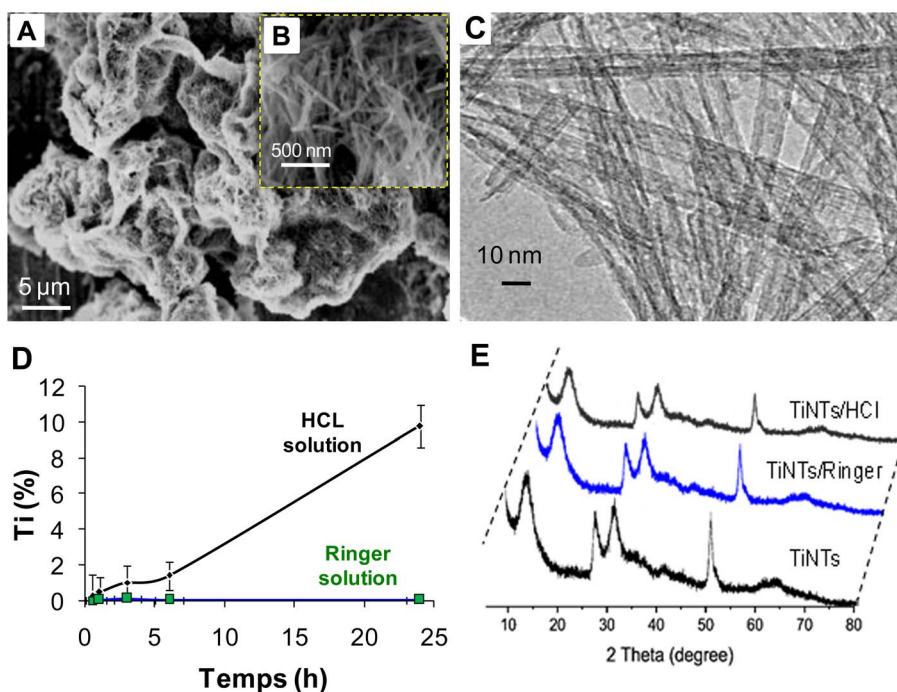 A
B
C
500 nm
5 µm
10 nm
D
12
10
8
6
4
2
0
Ti (%)
HCL
solution
Ringer
solution
0
5
10
15
20
25
Temps (h)
E
TiNTs/HCl
TiNTs/Ringer
TiNTs
10
20
30
40
50
60
70
80
2 Theta (degree)